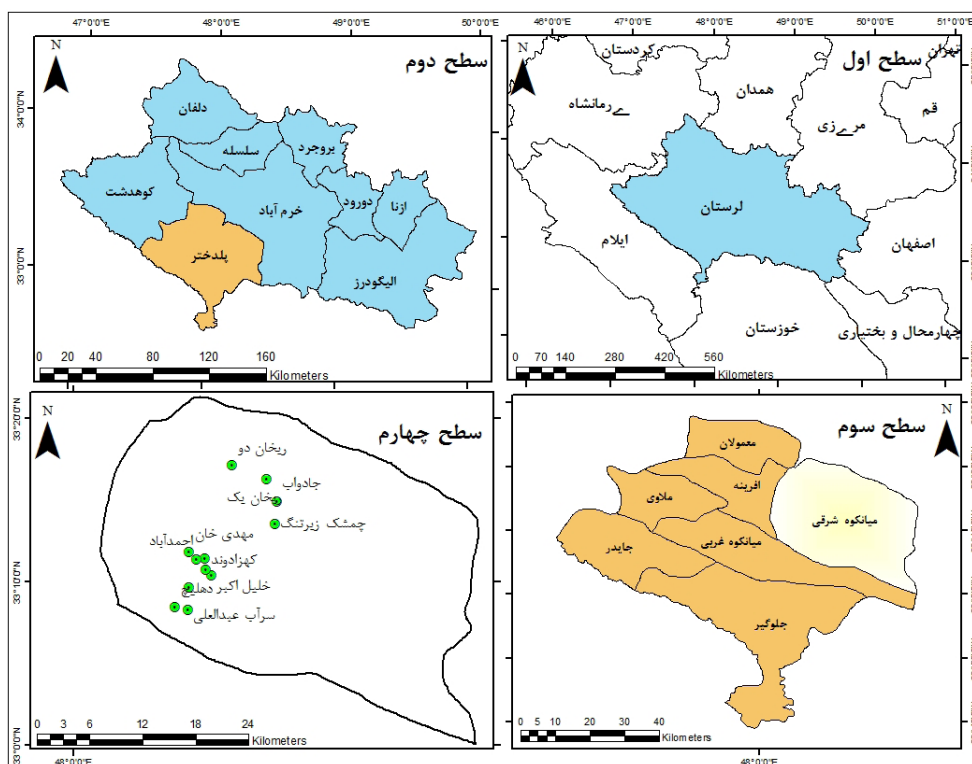 46°0'0"E 47°0'0"E 48°0'0"E 49°0'0"E 50°0'0"E 51°0'0"E
N
سطح اول
کردستان
تهران
همدان
ے‌رمانشاه
قم
مرے‌زی
لرستان
ایلام
اصفهان
خوزستان
چهارمحال و بختیاری
0 70 140 280 420 560
Kilometers
47°0'0"E 48°0'0"E 49°0'0"E 50°0'0"E
34°0'0"N
33°0'0"N
N
سطح دوم
دلفان
بروجرد
سلسله
کوهدشت
ازنا
دورود
خرم آباد
پلدختر
الیگودرز
0 20 40 80 120 160
Kilometers
N
سطح سوم
معمولان
افرینه
ملاوی
میانکوه شرقی
میانکوه غربی
جایدر
جلوگیر
0 5 10 20 30 40
Kilometers
48°0'0"E
33°20'0"N
33°10'0"N
33°0'0"N
N
سطح چهارم
ریخان دو
جادواب
یخان یک
چمشک زیرتنگ
مهدی خان
احمدآباد
کهزادوند
خلیل اکبر
دهلیج
سرآب عبدالعلی
0 3 6 12 18 24
Kilometers
48°0'0"E